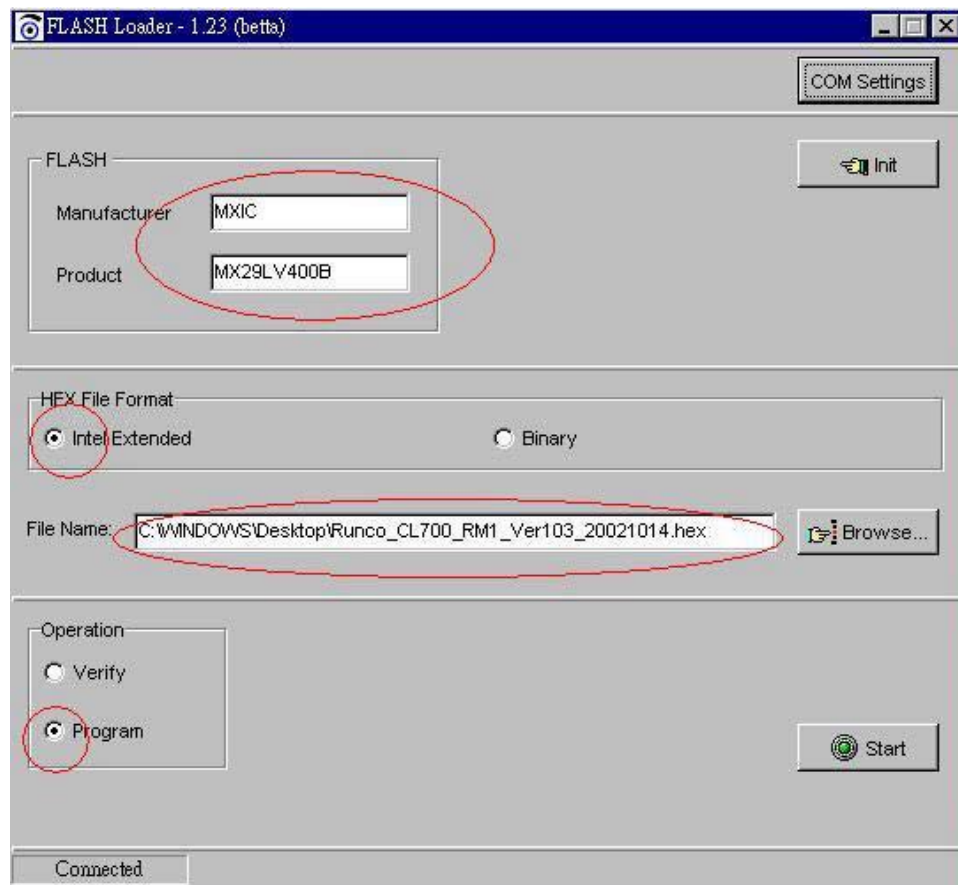 FLASH Loader - 1.23 (betta)
COM Settings
FLASH
Init
Manufacturer MXIC
Product MX29LV400B
HEX File Format
Intel Extended Binary
File Name: C:\WINDOWS\Desktop\Runco_CL700_RM1_Ver103_20021014.hex Browse...
Operation
Verify
Program
Start
Connected